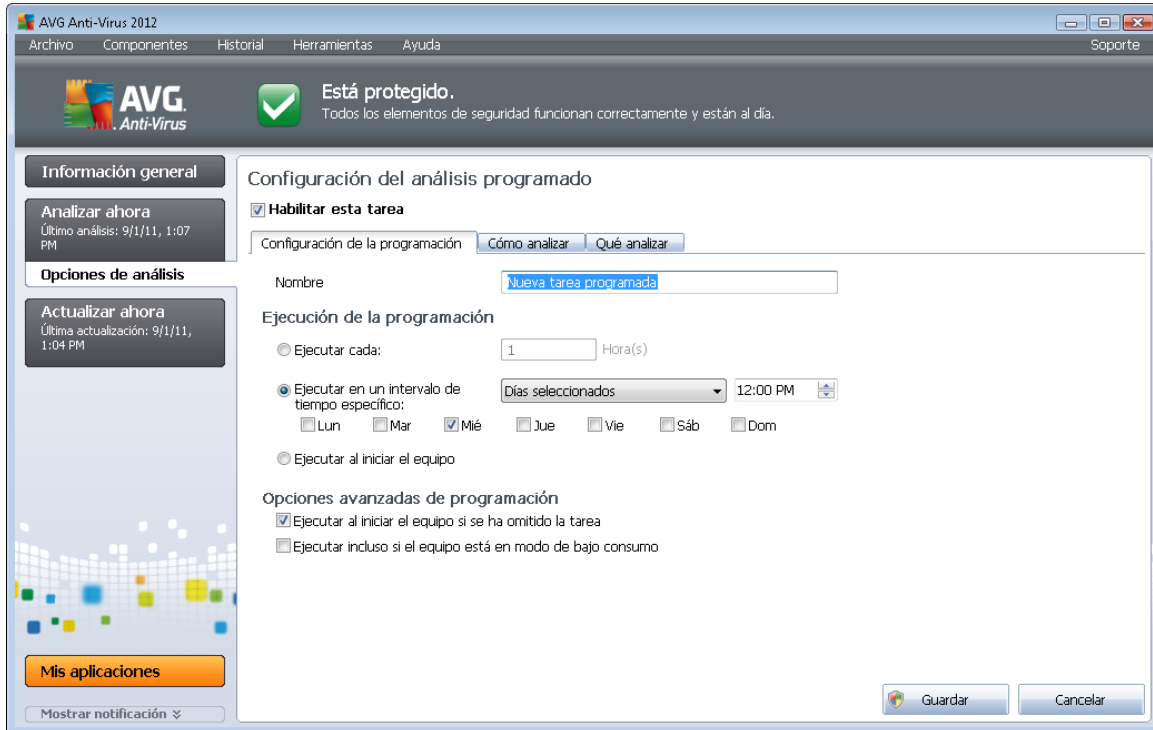 AVG Anti-Virus 2012
Archivo Componentes Historial Herramientas Ayuda Soporte
AVG.
Anti-Virus
Está protegido.
Todos los elementos de seguridad funcionan correctamente y están al día.
Información general
Analizar ahora
Último análisis: 9/1/11, 1:07
PM
Opciones de análisis
Actualizar ahora
Última actualización: 9/1/11,
1:04 PM
Mis aplicaciones
Mostrar notificación
Configuración del análisis programado
Habilitar esta tarea
Configuración de la programación Cómo analizar Qué analizar
Nombre Nueva tarea programada
Ejecución de la programación
Ejecutar cada: 1 Hora(s)
Ejecutar en un intervalo de
tiempo específico:
Días seleccionados 12:00 PM
Lun Mar Mié Jue Vie Sáb Dom
Ejecutar al iniciar el equipo
Opciones avanzadas de programación
Ejecutar al iniciar el equipo si se ha omitido la tarea
Ejecutar incluso si el equipo está en modo de bajo consumo
Guardar Cancelar